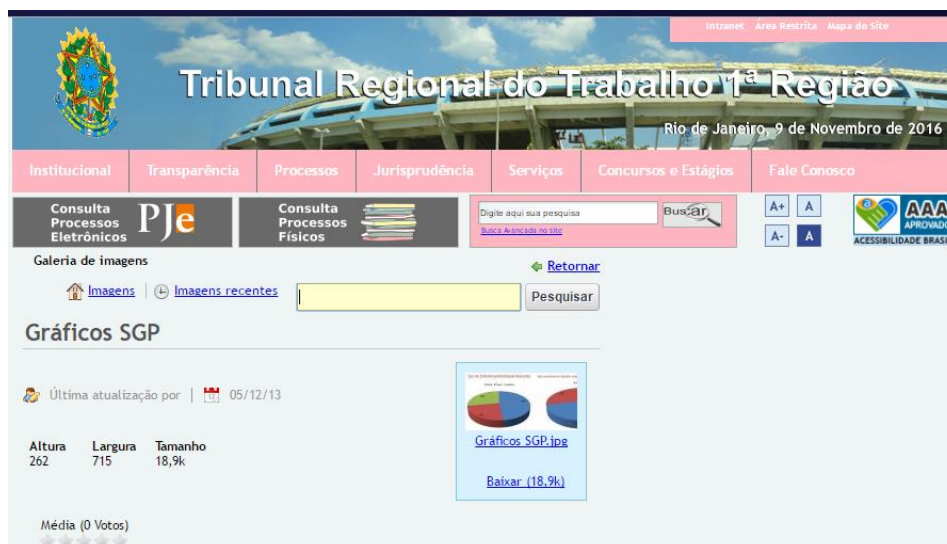 Intranet Área Restrita Mapa do Site
Tribunal Regional do Trabalho 1ª Região
Rio de Janeiro, 9 de Novembro de 2016
Institucional Transparência Processos Jurisprudência Serviços Concursos e Estágios Fale Conosco
Consulta
Processos
Eletrônicos
PJe
Consulta
Processos
Físicos
Digite aqui sua pesquisa
Buscar
Busca Avançada no site
A+ A
A- A
AAA
APROVADO
ACESSIBILIDADE BRASI
Galeria de imagens
Retornar
Imagens | Imagens recentes
Pesquisar
Gráficos SGP
Última atualização por | 05/12/13
Gráficos SGP.jpg
Baixar (18,9k)
Altura Largura Tamanho
262 715 18,9k
Média (0 Votos)